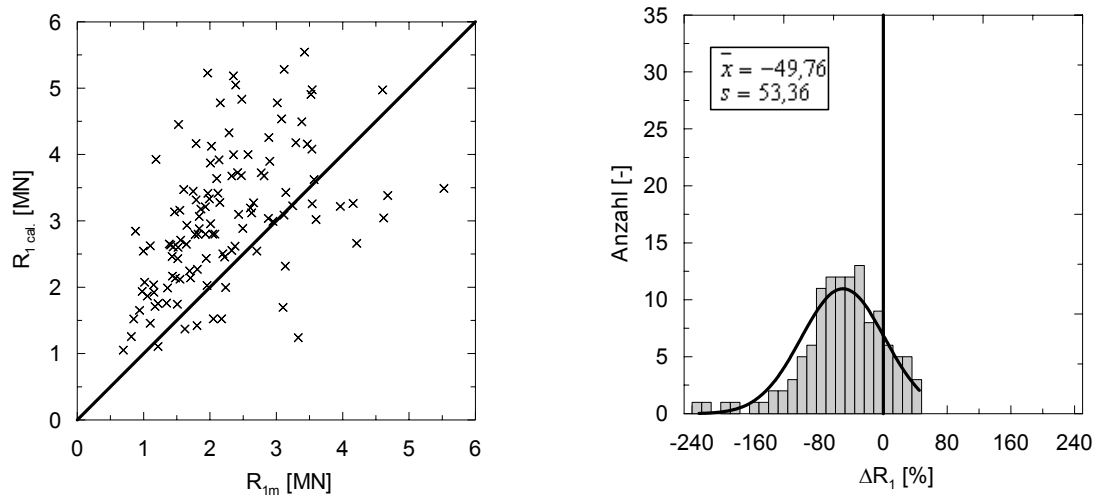 6
5
4
3
2
1
0
R1 cal. [MN]
0 1 2 3 4 5 6
R1m [MN]
35
30
25
20
15
10
5
0
Anzahl [-]
x̄ = −49,76
s = 53,36
-240 -160 -80 0 80 160 240
ΔR1 [%]